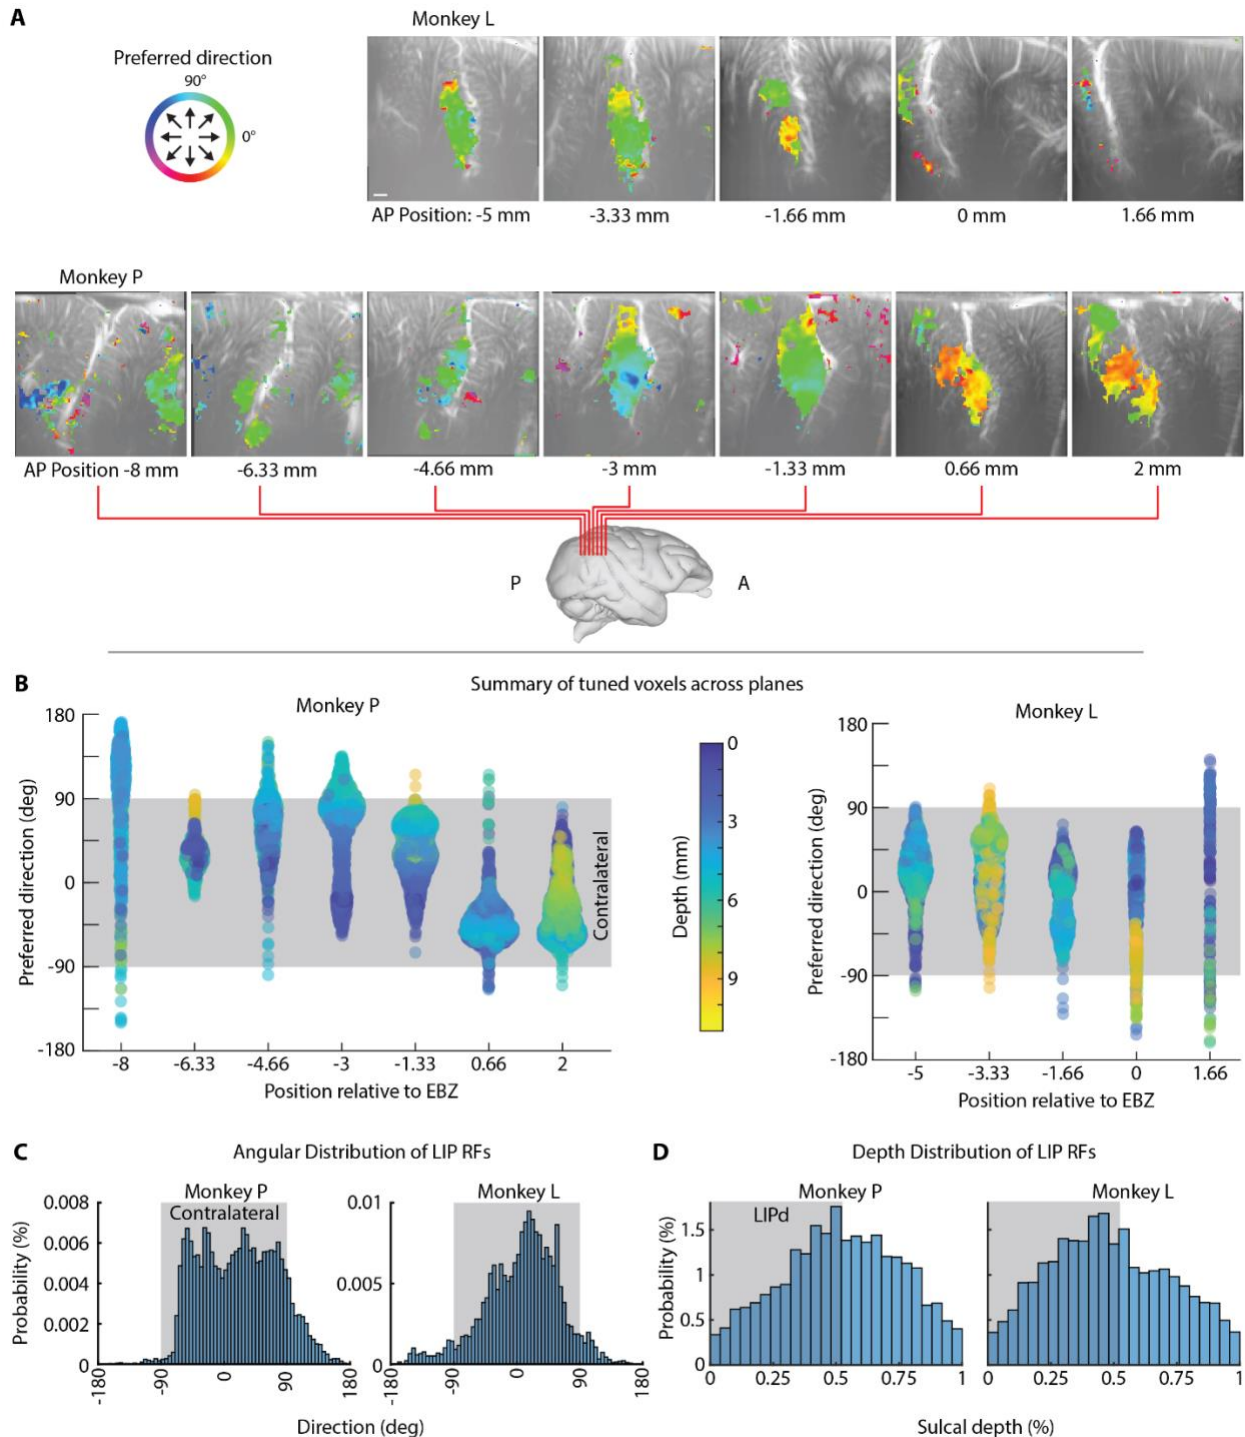 A
Monkey L
Preferred direction
90°
0°
AP Position: -5 mm
-3.33 mm
-1.66 mm
0 mm
1.66 mm
Monkey P
AP Position -8 mm
-6.33 mm
-4.66 mm
-3 mm
-1.33 mm
0.66 mm
2 mm
P
A
B
Summary of tuned voxels across planes
Monkey P
Preferred direction (deg)
180
90
0
-90
-180
-8
-6.33
-4.66
-3
-1.33
0.66
2
Position relative to EBZ
Contralateral
Depth (mm)
0
3
6
9
Monkey L
Preferred direction (deg)
180
90
0
-90
-180
-5
-3.33
-1.66
0
1.66
Position relative to EBZ
C
Angular Distribution of LIP RFs
Monkey P
Contralateral
Probability (%)
0.008
0.006
0.004
0.002
0
-180
-90
0
90
180
Monkey L
0.01
0.005
0
-180
-90
0
90
180
Direction (deg)
D
Depth Distribution of LIP RFs
Monkey P
LIPd
Probability (%)
1.5
1
0.5
0
0
0.25
0.5
0.75
1
Monkey L
0
0.25
0.5
0.75
1
Sulcal depth (%)